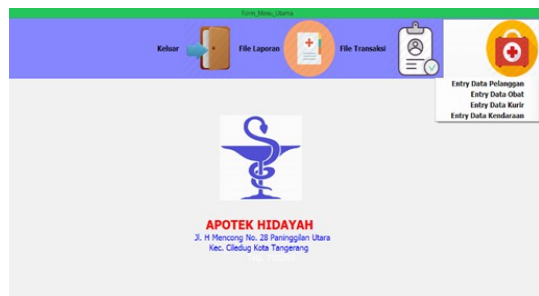 Form_Menu_Utama
Keluar
File Laporan
File Transaksi
Entry Data Pelanggan
Entry Data Obat
Entry Data Kurir
Entry Data Kendaraan
APOTEK HIDAYAH
Jl. H Mencong No. 28 Paninggilan Utara
Kec. Ciledug Kota Tangerang